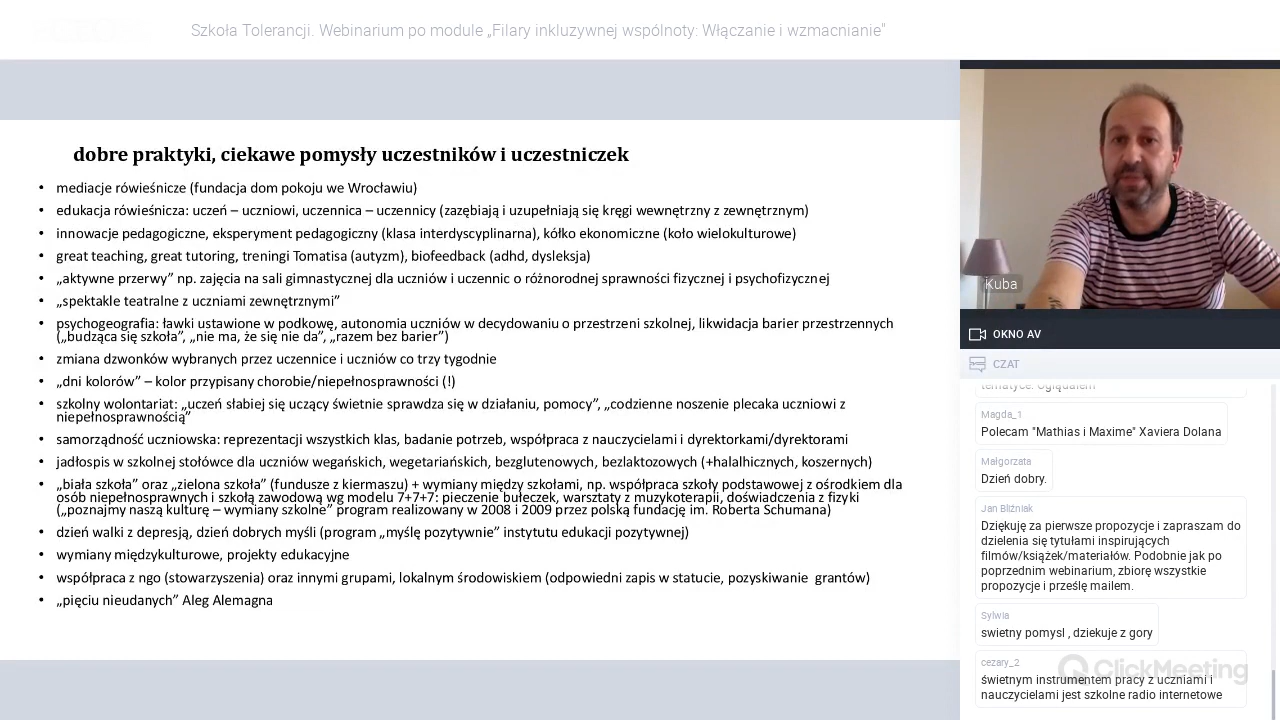 Szkoła Tolerancji. Webinarium po module „Filary inkluzywnej wspólnoty: Włączanie i wzmacnianie"
dobre praktyki, ciekawe pomysły uczestników i uczestniczek
• mediacje rówieśnicze (fundacja dom pokoju we Wrocławiu)
• edukacja rówieśnicza: uczeń – uczniowi, uczennica – uczennicy (zazębiają i uzupełniają się kręgi wewnętrzny z zewnętrznym)
• innowacje pedagogiczne, eksperyment pedagogiczny (klasa interdyscyplinarna), kółko ekonomiczne (koło wielokulturowe)
• great teaching, great tutoring, treningi Tomatisa (autyzm), biofeedback (adhd, dysleksja)
• „aktywne przerwy” np. zajęcia na sali gimnastycznej dla uczniów i uczennic o różnorodnej sprawności fizycznej i psychofizycznej
• „spektakle teatralne z uczniami zewnętrznymi”
• psychogeografia: ławki ustawione w podkowę, autonomia uczniów w decydowaniu o przestrzeni szkolnej, likwidacja barier przestrzennych
(„budząca się szkoła”, „nie ma, że się nie da”, „razem bez barier”)
• zmiana dzwonków wybranych przez uczennice i uczniów co trzy tygodnie
• „dni kolorów” – kolor przypisany chorobie/niepełnosprawności (!)
• szkolny wolontariat: „uczeń słabiej się uczący świetnie sprawdza się w działaniu, pomocy”, „codzienne noszenie plecaka uczniowi z
niepełnosprawnością”
• samorządność uczniowska: reprezentacji wszystkich klas, badanie potrzeb, współpraca z nauczycielami i dyrektorkami/dyrektorami
• jadłospis w szkolnej stołówce dla uczniów wegańskich, wegetariańskich, bezglutenowych, bezlaktozowych (+halalhicznych, koszernych)
• „biała szkoła” oraz „zielona szkoła” (fundusze z kiermaszu) + wymiany między szkołami, np. współpraca szkoły podstawowej z ośrodkiem dla
osób niepełnosprawnych i szkołą zawodową wg modelu 7+7+7: pieczenie bułeczek, warsztaty z muzykoterapii, doświadczenia z fizyki
(„poznajmy naszą kulturę – wymiany szkolne” program realizowany w 2008 i 2009 przez polską fundację im. Roberta Schumana)
• dzień walki z depresją, dzień dobrych myśli (program „myślę pozytywnie” instytutu edukacji pozytywnej)
• wymiany międzykulturowe, projekty edukacyjne
• współpraca z ngo (stowarzyszenia) oraz innymi grupami, lokalnym środowiskiem (odpowiedni zapis w statucie, pozyskiwanie grantów)
• „pięciu nieudanych” Aleg Alemagna
Kuba
OKNO AV
CZAT
tematyce. Oglądałem
Magda_1
Polecam "Mathias i Maxime" Xaviera Dolana
Małgorzata
Dzień dobry.
Jan Bliźniak
Dziękuję za pierwsze propozycje i zapraszam do
dzielenia się tytułami inspirujących
filmów/książek/materiałów. Podobnie jak po
poprzednim webinarium, zbiorę wszystkie
propozycje i prześlę mailem.
Sylwia
swietny pomysl , dziekuje z gory
cezary_2
świetnym instrumentem pracy z uczniami i
nauczycielami jest szkolne radio internetowe
ClickMeeting